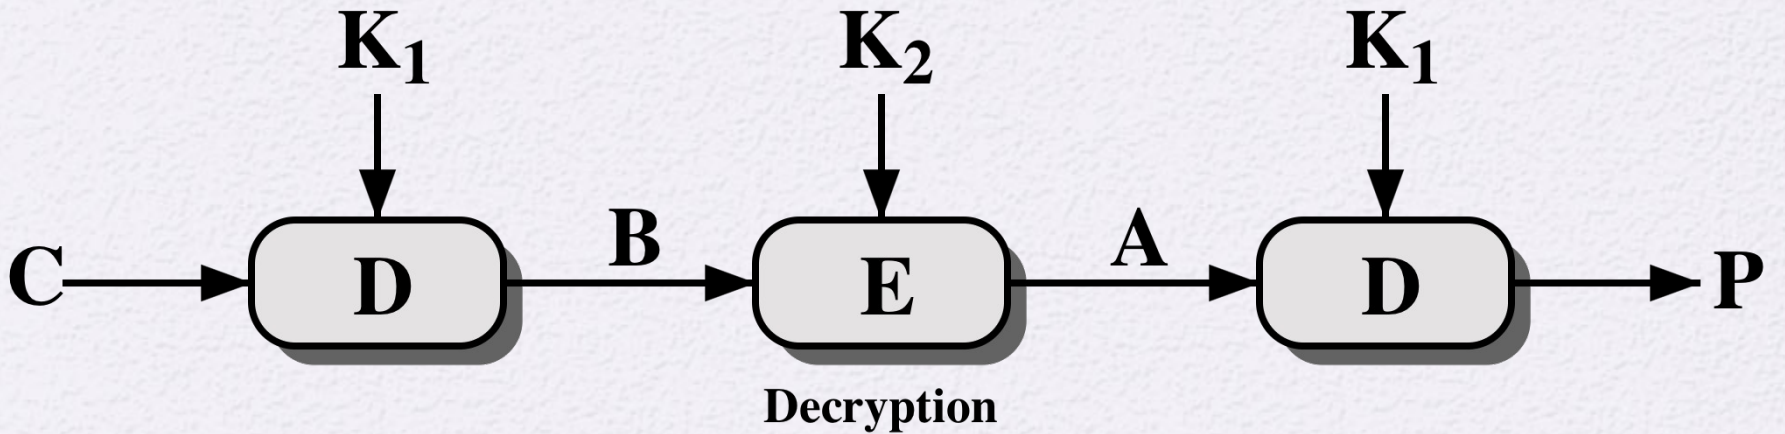 K₁ K₂ K₁
C D B E A D P
Decryption